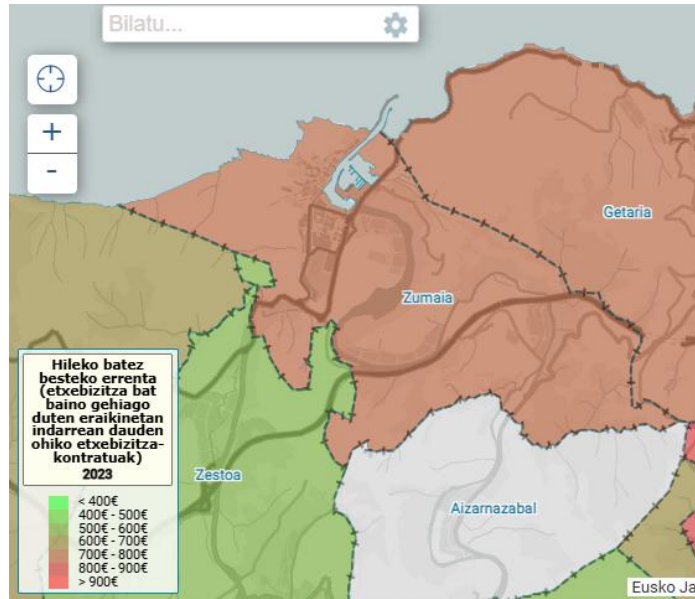 Bilatu...
+
-
Getaria
Zumaia
Zestoa
Aizarnazabal
Hileko batez
besteko errenta
(etxebizitza bat
baino gehiago
duten eraikinetan
indarrean dauden
ohiko etxebizitza-
kontratuak)
2023
< 400€
400€ - 500€
500€ - 600€
600€ - 700€
700€ - 800€
800€ - 900€
> 900€
Eusko Ja